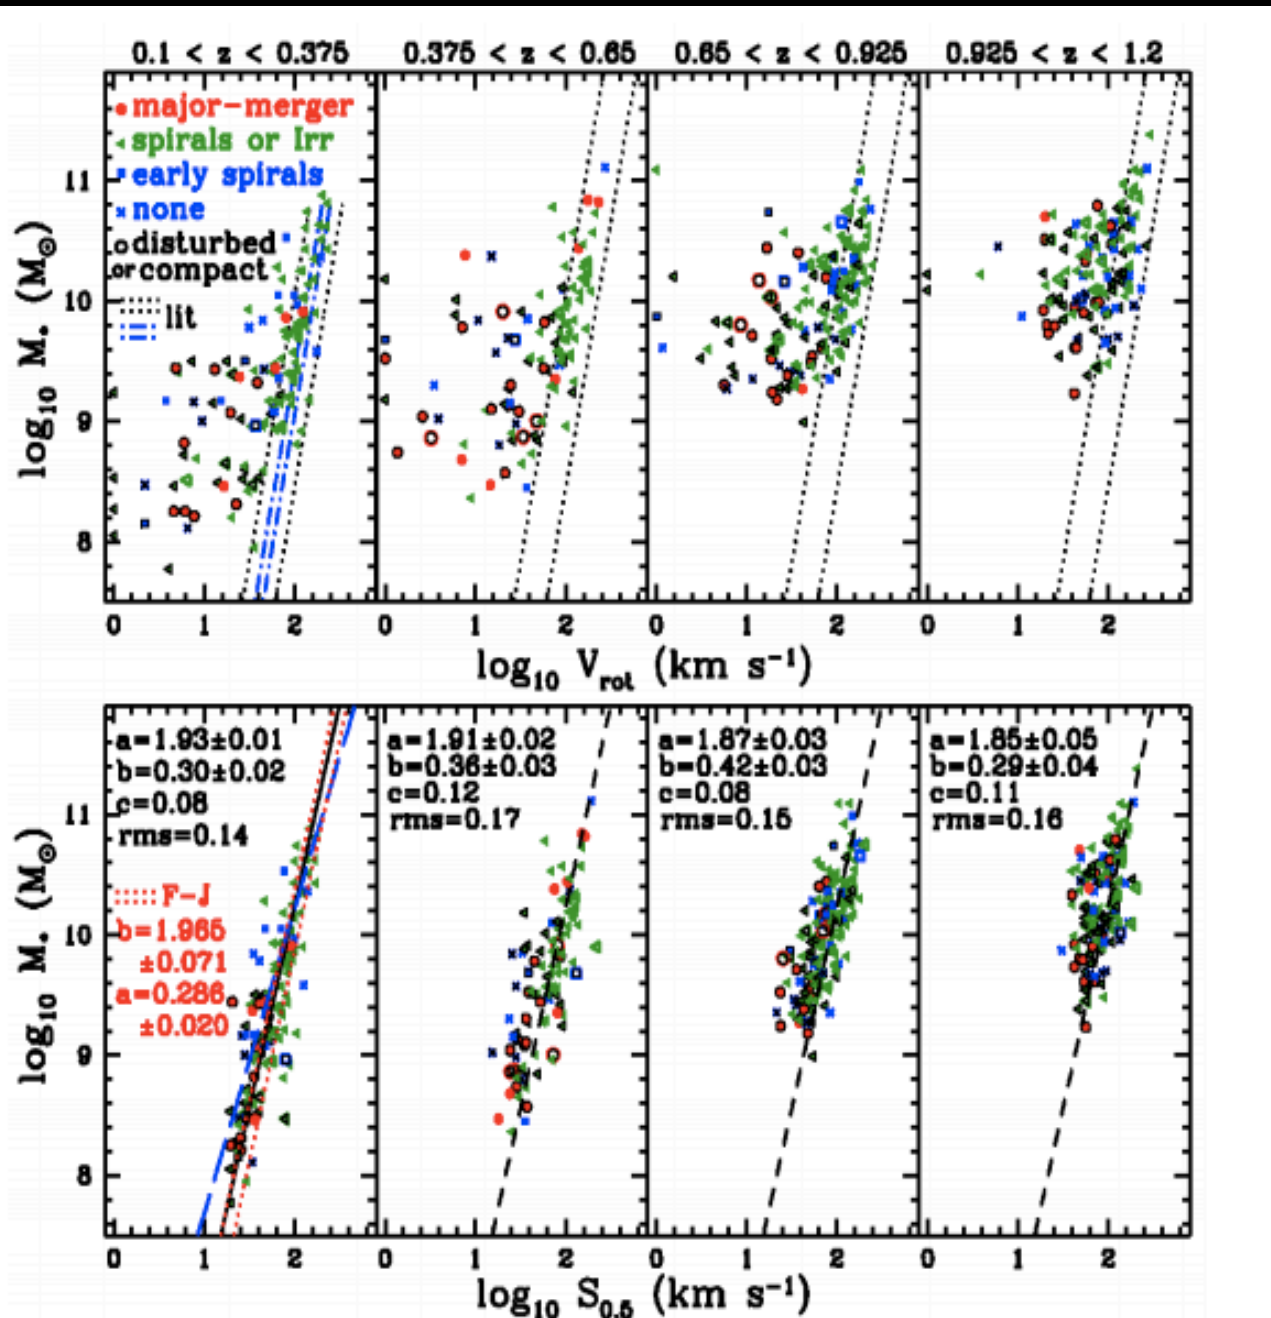 0.1 < z < 0.375
0.375 < z < 0.65
0.65 < z < 0.925
0.925 < z < 1.2
major-merger
spirals or Irr
early spirals
none
disturbed
or compact
lit
11
10
9
8
log₁₀ M* (M⊙)
0 1 2
0 1 2
0 1 2
0 1 2
log₁₀ V_rot (km s⁻¹)
a=1.93±0.01
b=0.30±0.02
c=0.08
rms=0.14
F-J
b=1.965
±0.071
a=0.286
±0.020
a=1.91±0.02
b=0.36±0.03
c=0.12
rms=0.17
a=1.87±0.03
b=0.42±0.03
c=0.08
rms=0.15
a=1.85±0.05
b=0.29±0.04
c=0.11
rms=0.16
11
10
9
8
log₁₀ M* (M⊙)
0 1 2
0 1 2
0 1 2
0 1 2
log₁₀ S₀.₅ (km s⁻¹)